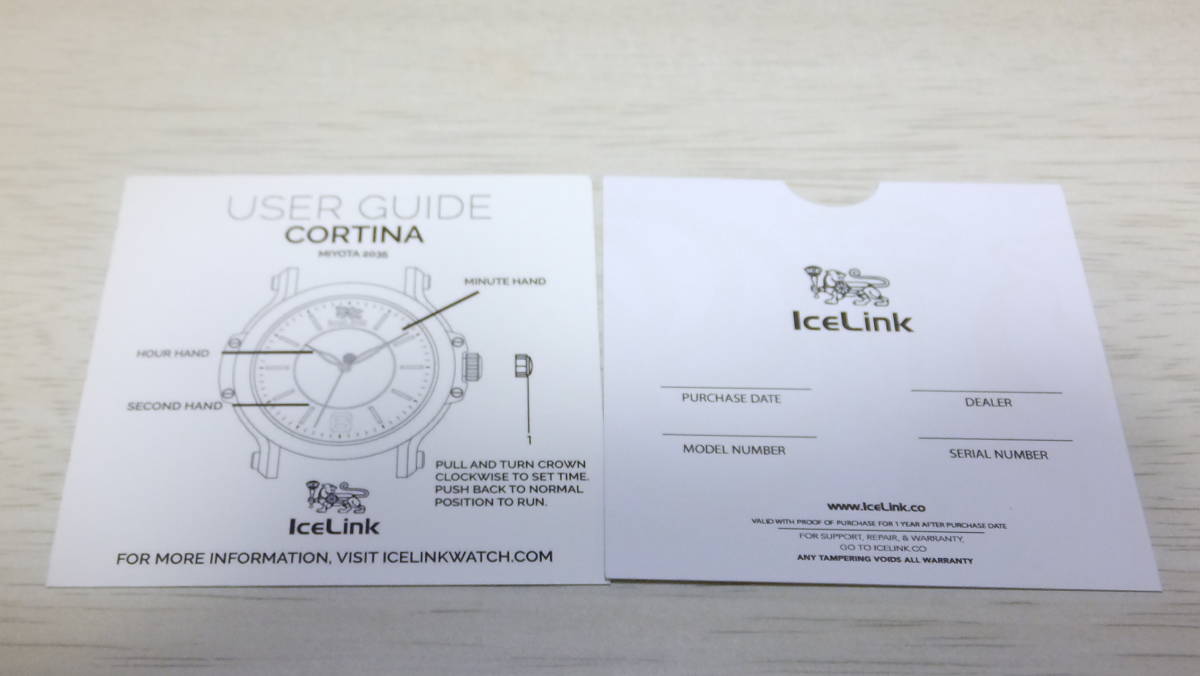 USER GUIDE
CORTINA
MIYOTA 2035
MINUTE HAND
HOUR HAND
SECOND HAND
1
PULL AND TURN CROWN
CLOCKWISE TO SET TIME.
PUSH BACK TO NORMAL
POSITION TO RUN.
IceLink
FOR MORE INFORMATION, VISIT ICELINKWATCH.COM
IceLink
PURCHASE DATE
DEALER
MODEL NUMBER
SERIAL NUMBER
www.IceLink.co
VALID WITH PROOF OF PURCHASE FOR 1 YEAR AFTER PURCHASE DATE
FOR SUPPORT, REPAIR, & WARRANTY,
GO TO ICELINK.CO
ANY TAMPERING VOIDS ALL WARRANTY